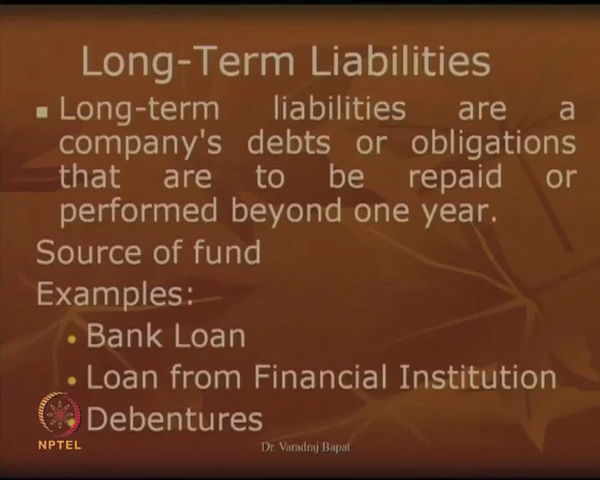 Long-Term Liabilities
Long-term liabilities are a
company's debts or obligations
that are to be repaid or
performed beyond one year.
Source of fund
Examples:
Bank Loan
Loan from Financial Institution
Debentures
NPTEL
Dr. Varadraj Bapat